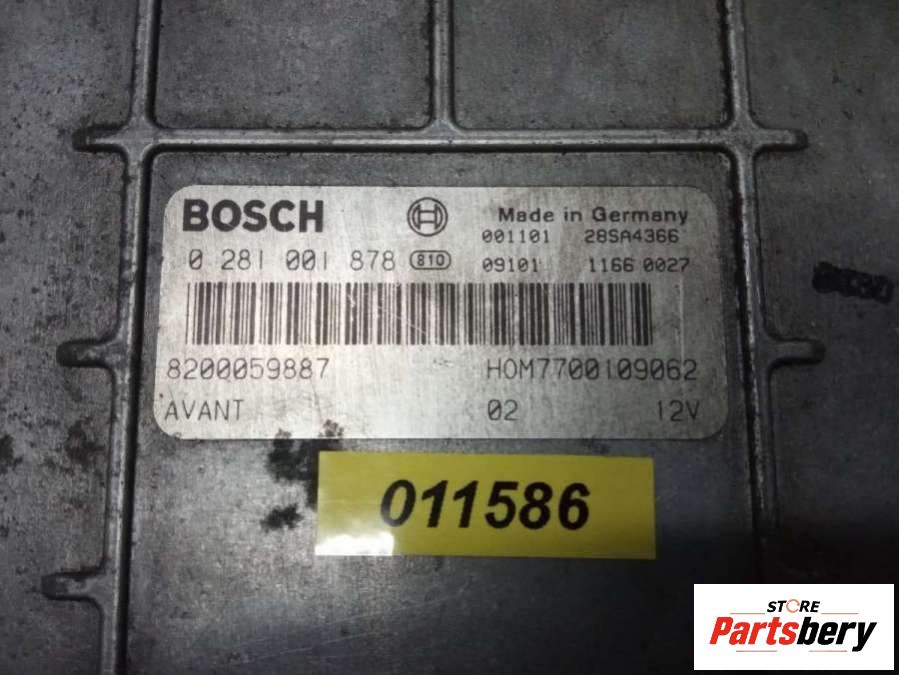 BOSCH
Made in Germany
001101 28SA4366
0 281 001 878 810
09101 1166 0027
8200059887 HOM7700109062
AVANT 02 12V
011586
STORE
Partsbery